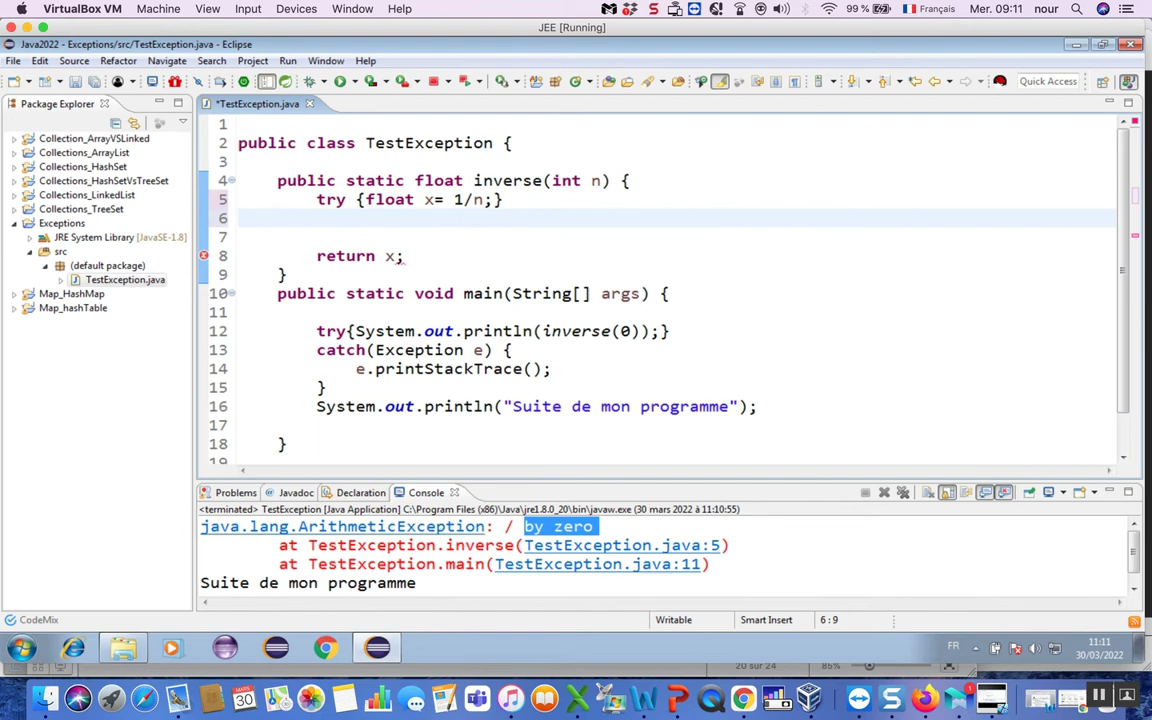 VirtualBox VM Machine View Input Devices Window Help 99 % Français Mer. 09:11 nour
JEE [Running]
Java2022 - Exceptions/src/TestException.java - Eclipse
File Edit Source Refactor Navigate Search Project Run Window Help
Quick Access
Package Explorer
*TestException.java
Collection_ArrayVSLinked
Collections_ArrayList
Collections_HashSet
Collections_HashSetVsTreeSet
Collections_LinkedList
Collections_TreeSet
Exceptions
JRE System Library [JavaSE-1.8]
src
(default package)
TestException.java
Map_HashMap
Map_hashTable
1
2 public class TestException {
3
4 public static float inverse(int n) {
5 try {float x= 1/n;}
6
7
8 return x;
9 }
10 public static void main(String[] args) {
11
12 try{System.out.println(inverse(0));}
13 catch(Exception e) {
14 e.printStackTrace();
15 }
16 System.out.println("Suite de mon programme");
17
18 }
19
Problems Javadoc Declaration Console
<terminated> TestException [Java Application] C:\Program Files (x86)\Java\jre1.8.0_20\bin\javaw.exe (30 mars 2022 à 11:10:55)
java.lang.ArithmeticException: / by zero
at TestException.inverse(TestException.java:5)
at TestException.main(TestException.java:11)
Suite de mon programme
CodeMix
Writable Smart Insert 6 : 9
FR 11:11
30/03/2022
20 sur 24 85%